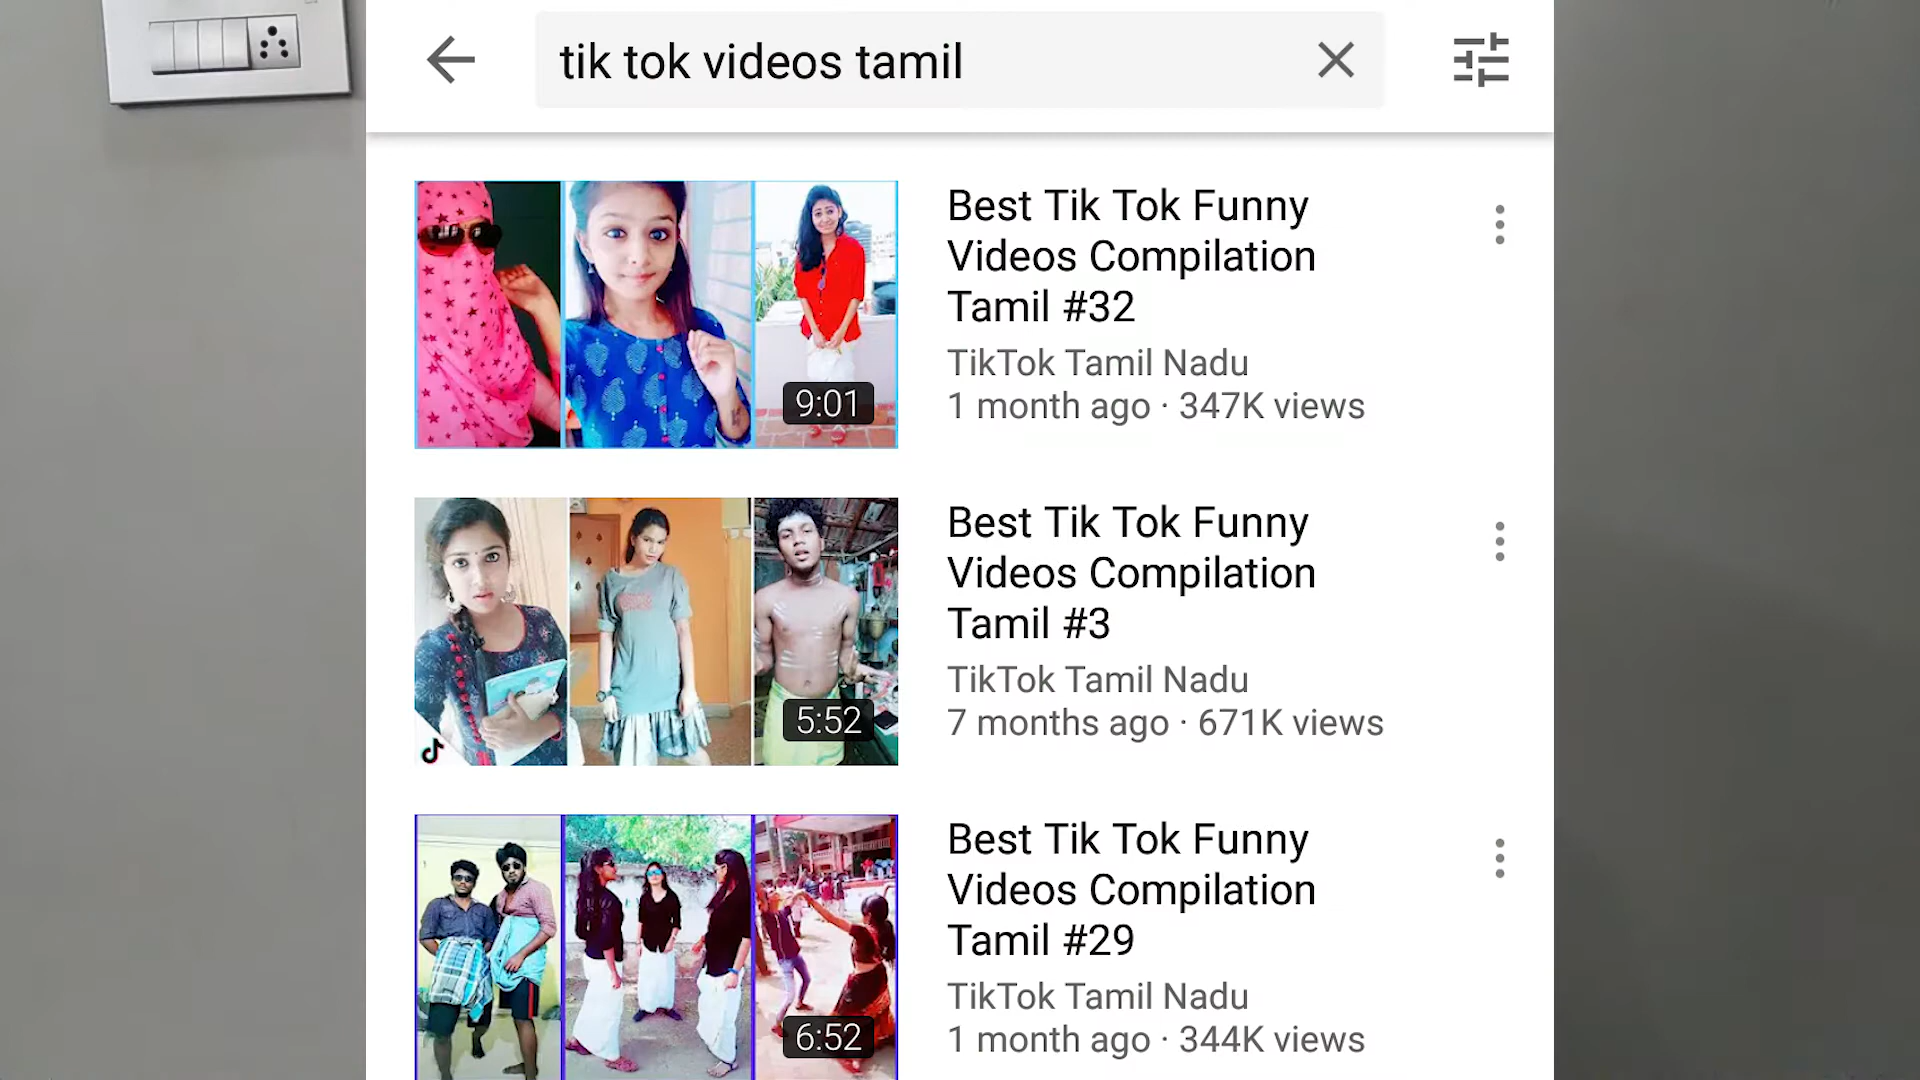 tik tok videos tamil
Best Tik Tok Funny
Videos Compilation
Tamil #32
TikTok Tamil Nadu
1 month ago · 347K views
9:01
Best Tik Tok Funny
Videos Compilation
Tamil #3
TikTok Tamil Nadu
7 months ago · 671K views
5:52
Best Tik Tok Funny
Videos Compilation
Tamil #29
TikTok Tamil Nadu
1 month ago · 344K views
6:52